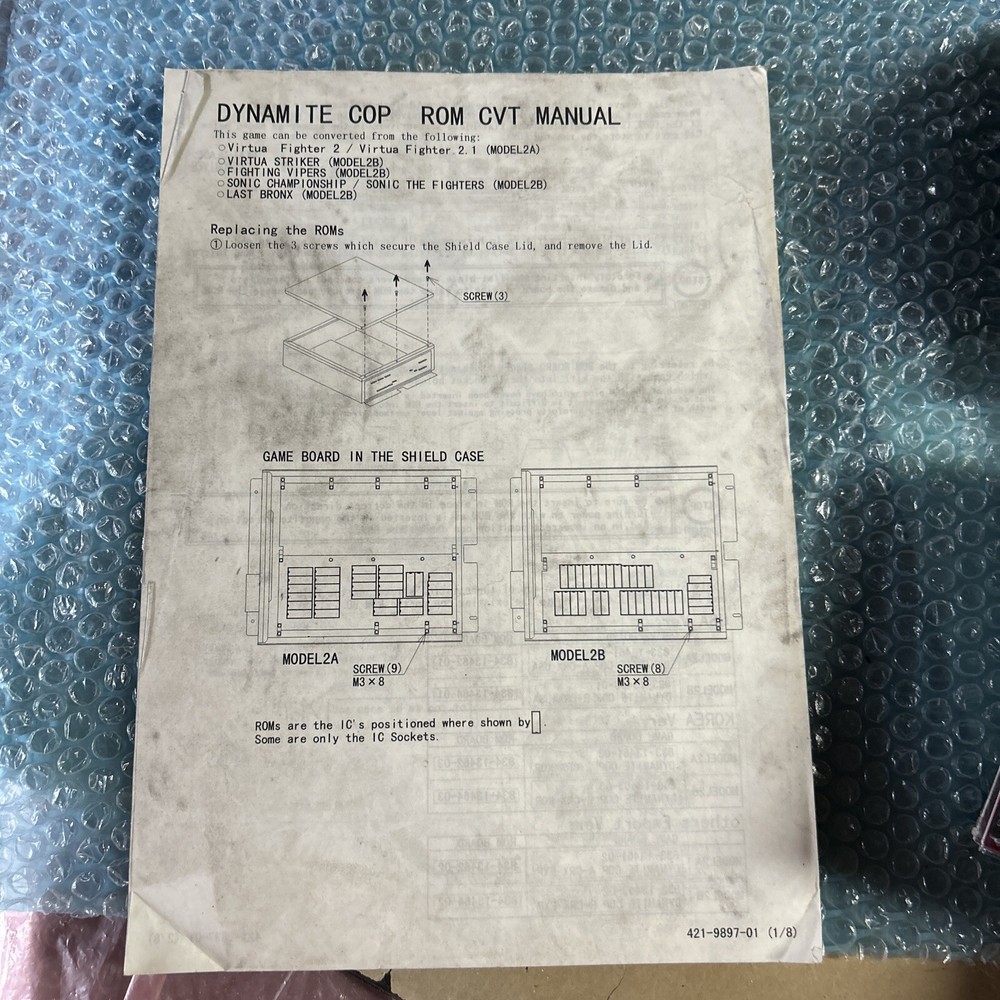 DYNAMITE COP ROM CVT MANUAL
This game can be converted from the following:
○Virtua Fighter 2 / Virtua Fighter 2.1 (MODEL2A)
○VIRTUA STRIKER (MODEL2B)
○FIGHTING VIPERS (MODEL2B)
○SONIC CHAMPIONSHIP / SONIC THE FIGHTERS (MODEL2B)
○LAST BRONX (MODEL2B)
Replacing the ROMs
① Loosen the 3 screws which secure the Shield Case Lid, and remove the Lid.
SCREW(3)
GAME BOARD IN THE SHIELD CASE
MODEL2A
SCREW(9)
M3×8
MODEL2B
SCREW(8)
M3×8
ROMs are the IC's positioned where shown by▯.
Some are only the IC Sockets.
421-9897-01 (1/8)